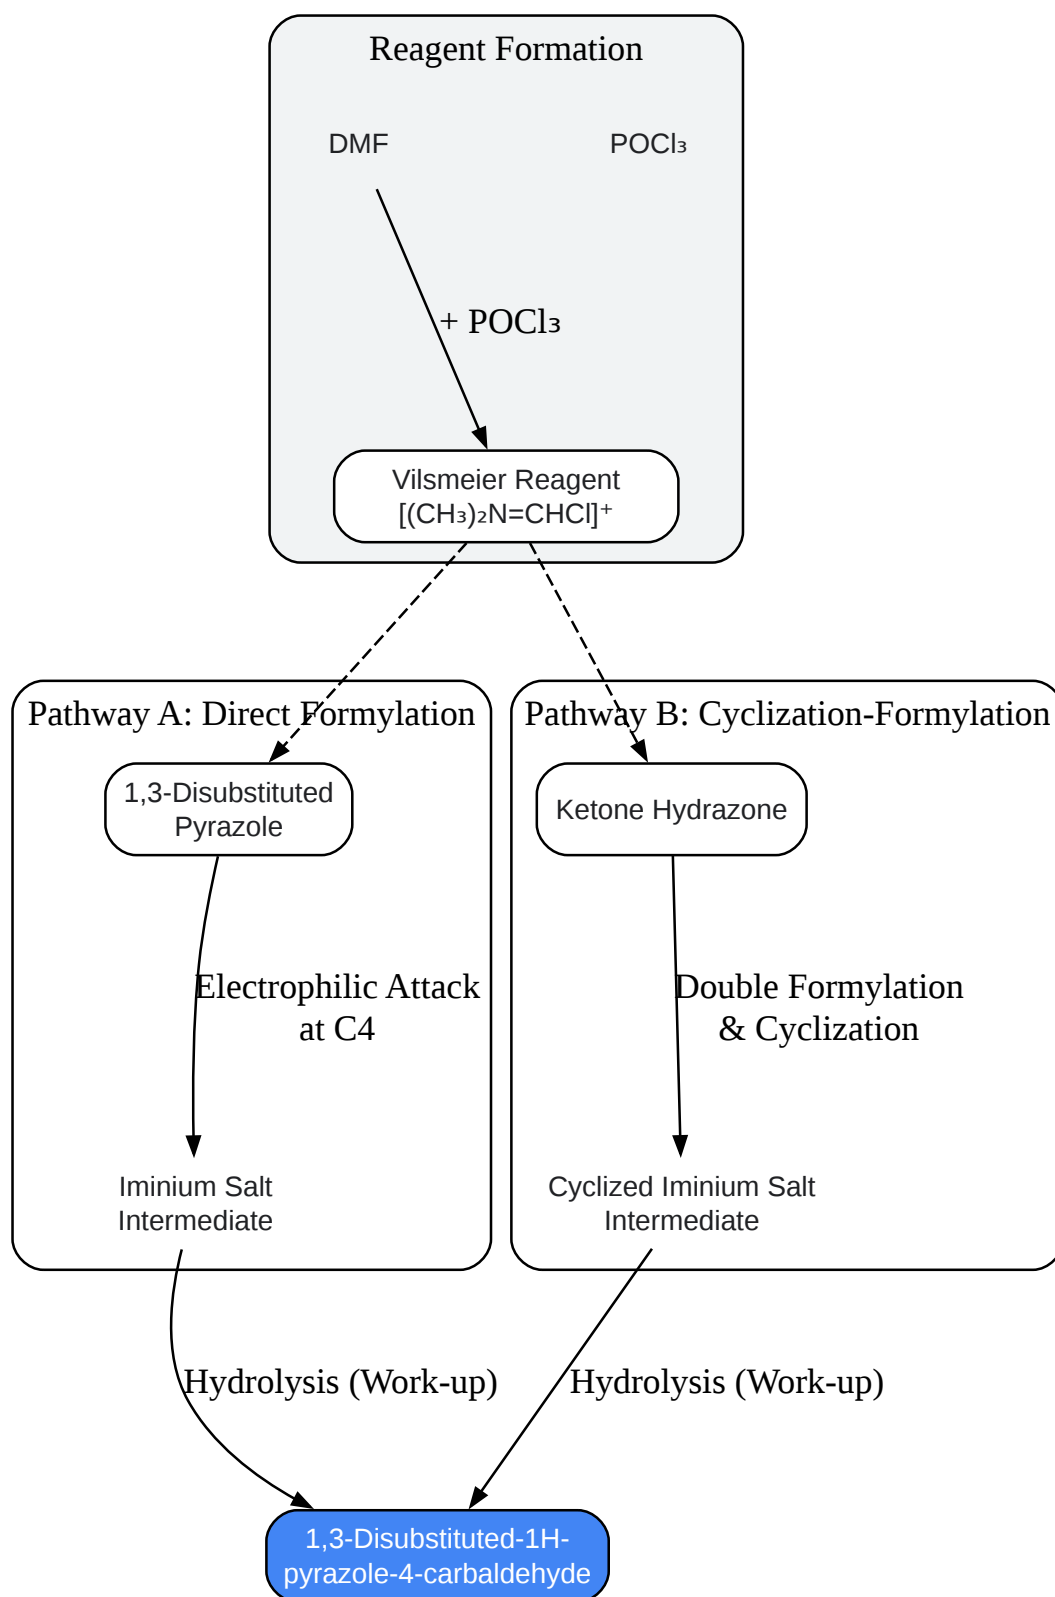 Reagent Formation
DMF
POCl₃
+ POCl₃
Vilsmeier Reagent
[(CH₃)₂N=CHCl]⁺
Pathway A: Direct Formylation
1,3-Disubstituted
Pyrazole
Electrophilic Attack
at C4
Iminium Salt
Intermediate
Hydrolysis (Work-up)
Pathway B: Cyclization-Formylation
Ketone Hydrazone
Double Formylation
& Cyclization
Cyclized Iminium Salt
Intermediate
Hydrolysis (Work-up)
1,3-Disubstituted-1H-
pyrazole-4-carbaldehyde